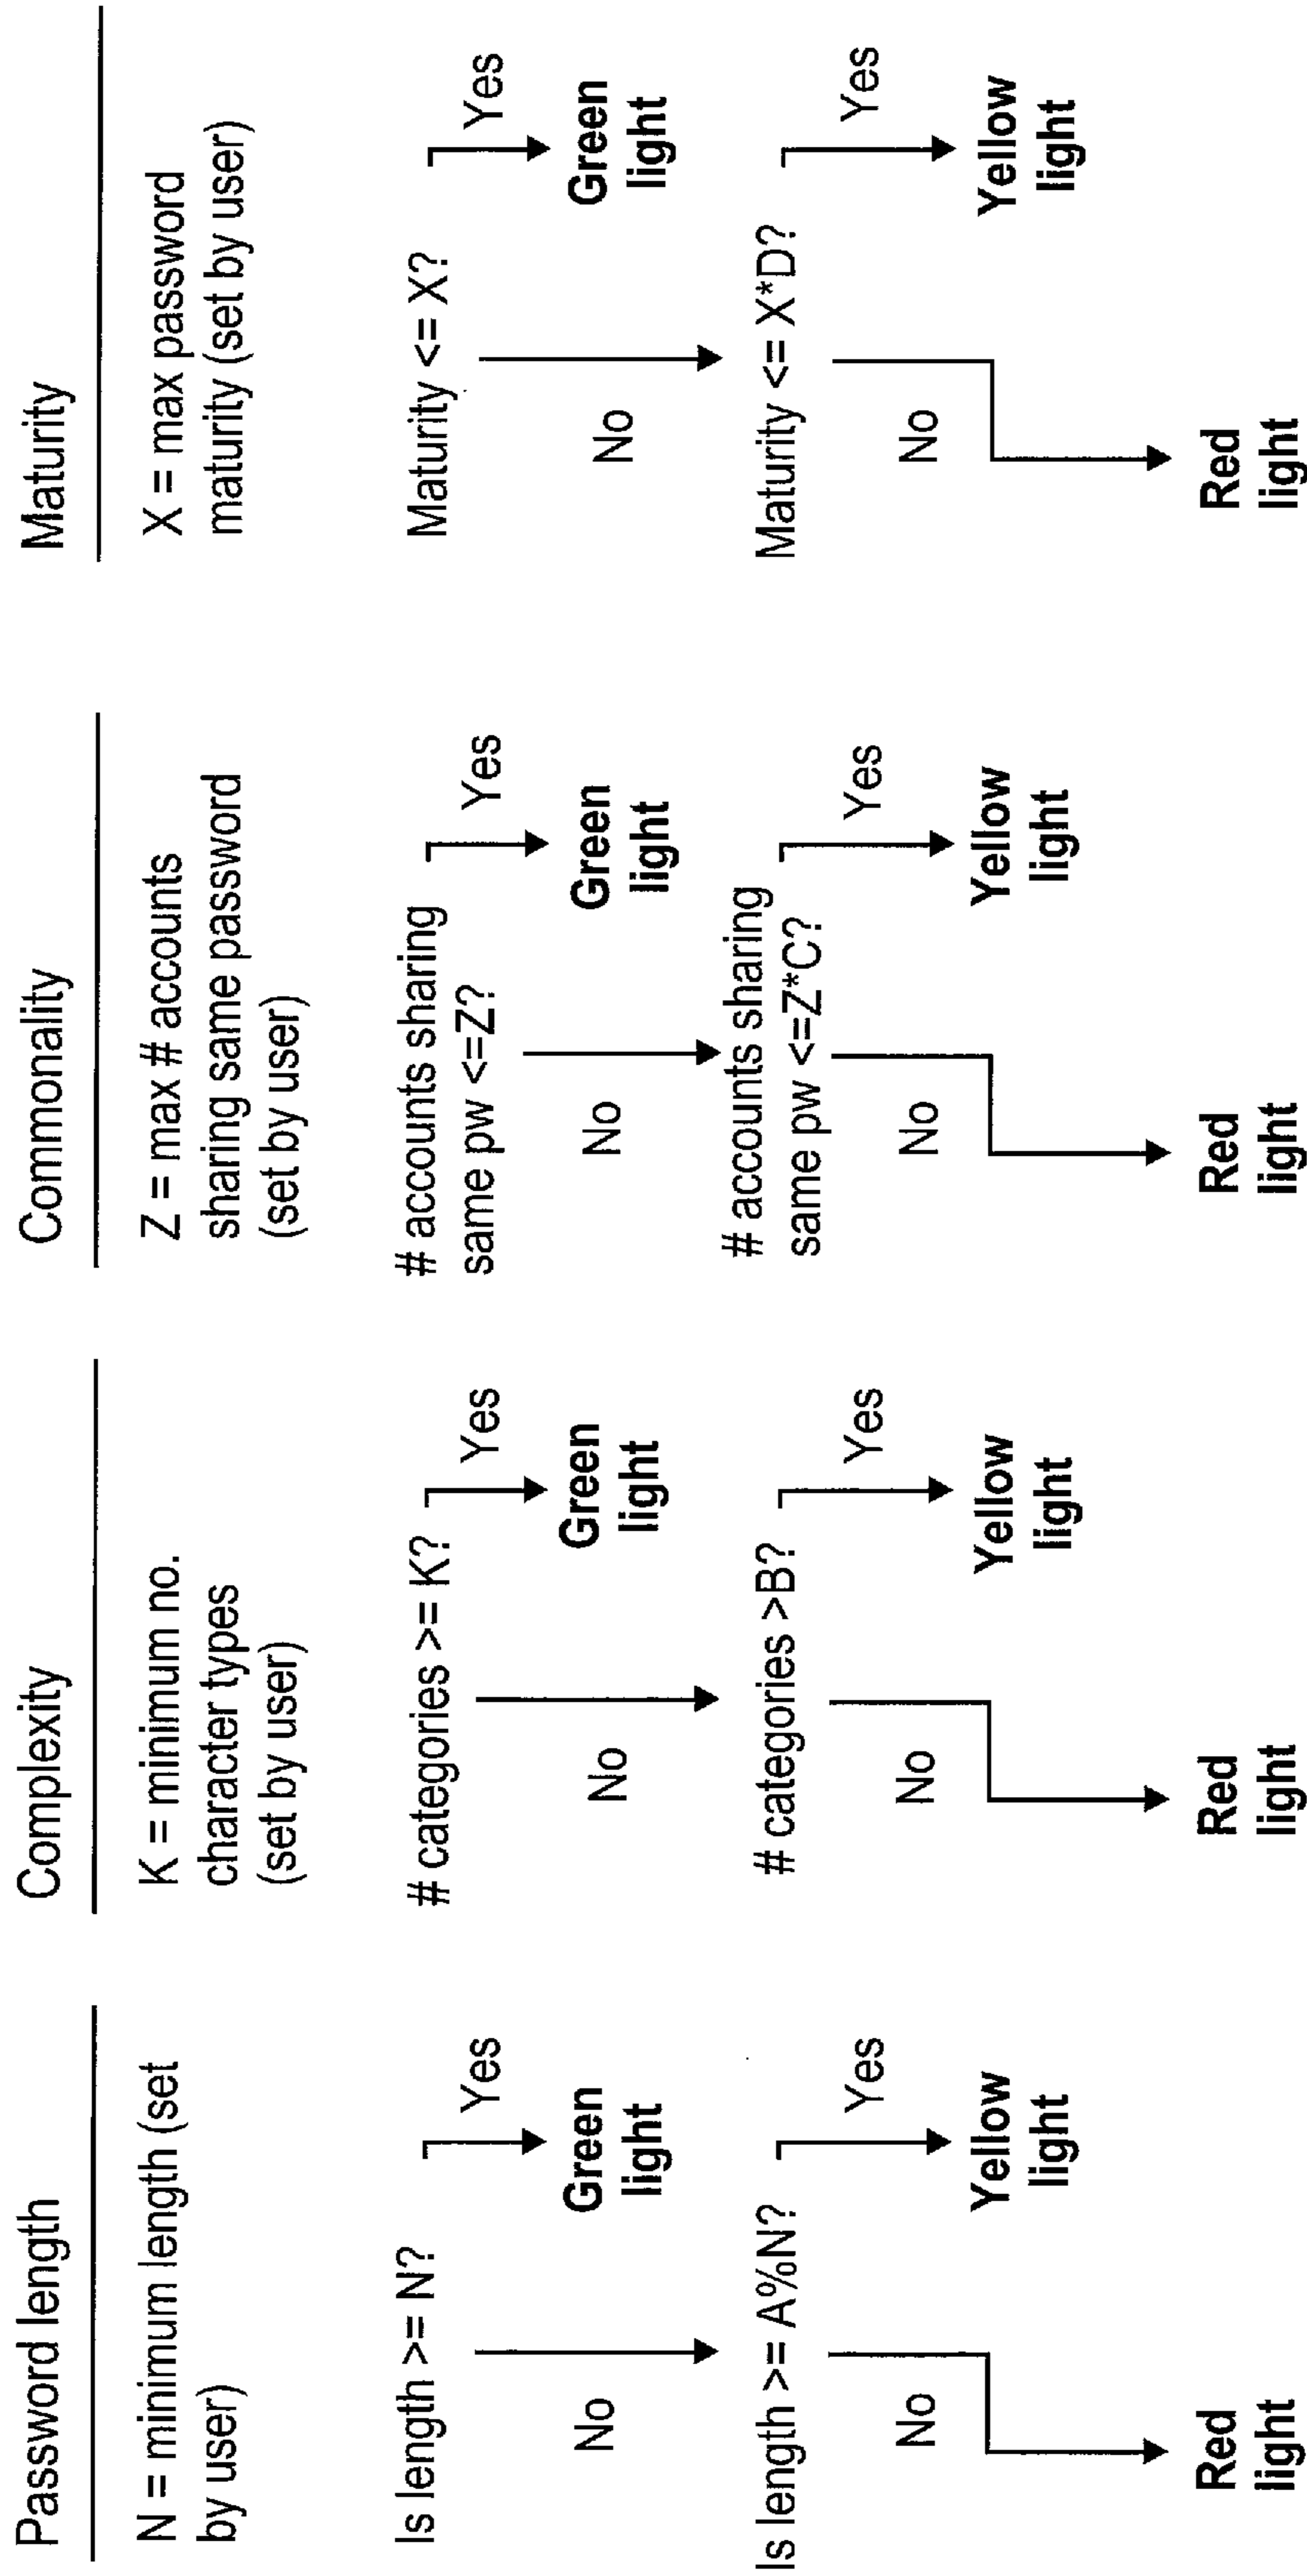 Password length
N = minimum length (set
by user)
Is length >= N?
Yes
Green
light
No
Is length >= A%N?
Yes
Yellow
light
No
Red
light
Complexity
K = minimum no.
character types
(set by user)
# categories >= K?
Yes
Green
light
No
# categories >B?
Yes
Yellow
light
No
Red
light
Commonality
Z = max # accounts
sharing same password
(set by user)
# accounts sharing
same pw <=Z?
Yes
Green
light
No
# accounts sharing
same pw <=Z*C?
Yes
Yellow
light
No
Red
light
Maturity
X = max password
maturity (set by user)
Maturity <= X?
Yes
Green
light
No
Maturity <= X*D?
Yes
Yellow
light
No
Red
light